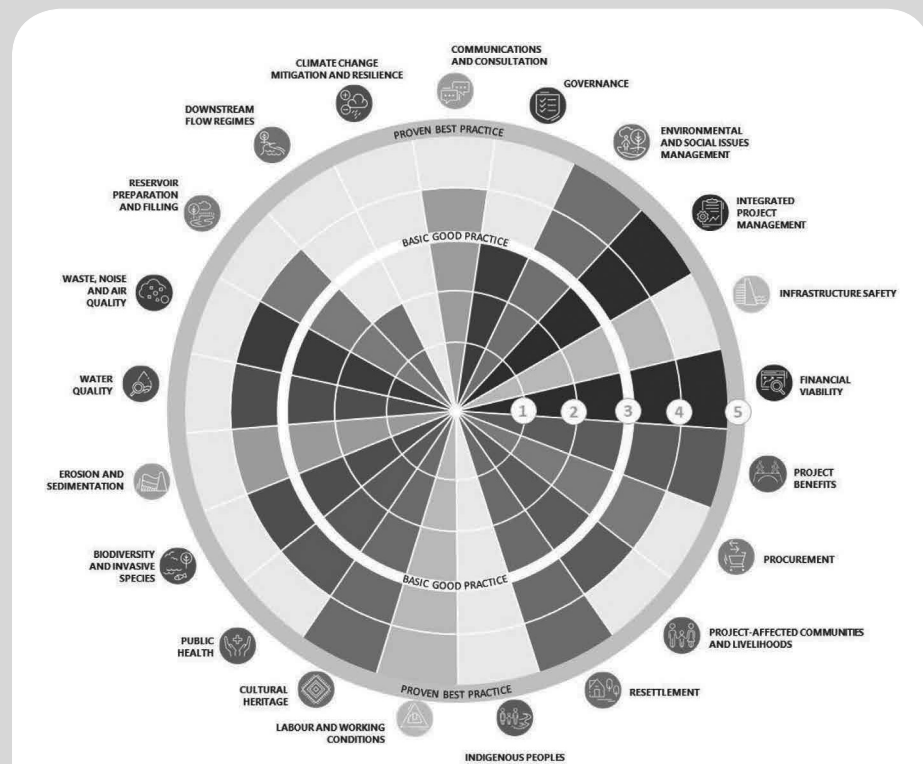 COMMUNICATIONS
AND CONSULTATION
GOVERNANCE
ENVIRONMENTAL
AND SOCIAL ISSUES
MANAGEMENT
INTEGRATED
PROJECT
MANAGEMENT
INFRASTRUCTURE SAFETY
FINANCIAL
VIABILITY
PROJECT
BENEFITS
PROCUREMENT
PROJECT-AFFECTED COMMUNITIES
AND LIVELIHOODS
RESETTLEMENT
INDIGENOUS PEOPLES
LABOUR AND WORKING
CONDITIONS
CULTURAL
HERITAGE
PUBLIC
HEALTH
BIODIVERSITY
AND INVASIVE
SPECIES
EROSION AND
SEDIMENTATION
WATER
QUALITY
WASTE, NOISE
AND AIR
QUALITY
RESERVOIR
PREPARATION
AND FILLING
DOWNSTREAM
FLOW REGIMES
CLIMATE CHANGE
MITIGATION AND RESILIENCE
PROVEN BEST PRACTICE
BASIC GOOD PRACTICE
1 2 3 4 5
BASIC GOOD PRACTICE
PROVEN BEST PRACTICE